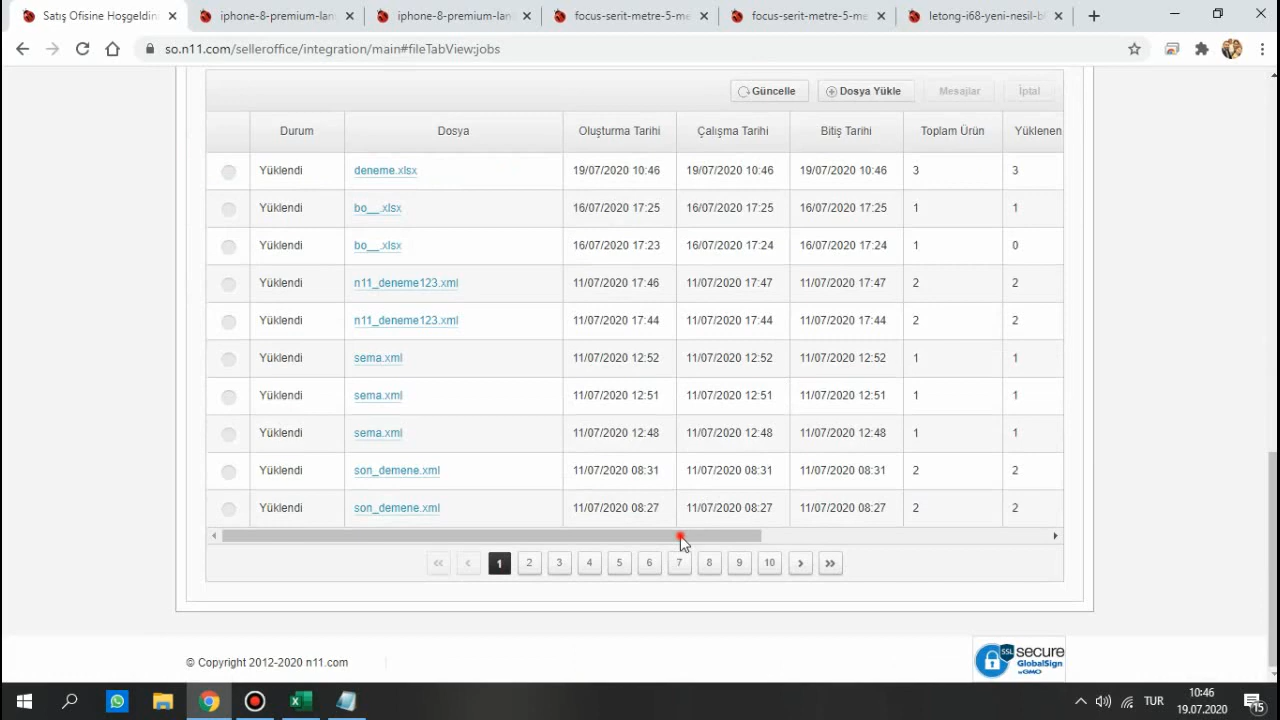 Satış Ofisine Hoşgeldin
iphone-8-premium-lan
iphone-8-premium-lan
focus-serit-metre-5-me
focus-serit-metre-5-me
letong-i68-yeni-nesil-bl
so.n11.com/selleroffice/integration/main#fileTabView:jobs
Güncelle Dosya Yükle Mesajlar İptal
Durum Dosya Oluşturma Tarihi Çalışma Tarihi Bitiş Tarihi Toplam Ürün Yüklenen
Yüklendi deneme.xlsx 19/07/2020 10:46 19/07/2020 10:46 19/07/2020 10:46 3 3
Yüklendi bo__.xlsx 16/07/2020 17:25 16/07/2020 17:25 16/07/2020 17:25 1 1
Yüklendi bo__.xlsx 16/07/2020 17:23 16/07/2020 17:24 16/07/2020 17:24 1 0
Yüklendi n11_deneme123.xml 11/07/2020 17:46 11/07/2020 17:47 11/07/2020 17:47 2 2
Yüklendi n11_deneme123.xml 11/07/2020 17:44 11/07/2020 17:44 11/07/2020 17:44 2 2
Yüklendi sema.xml 11/07/2020 12:52 11/07/2020 12:52 11/07/2020 12:52 1 1
Yüklendi sema.xml 11/07/2020 12:51 11/07/2020 12:51 11/07/2020 12:51 1 1
Yüklendi sema.xml 11/07/2020 12:48 11/07/2020 12:48 11/07/2020 12:48 1 1
Yüklendi son_demene.xml 11/07/2020 08:31 11/07/2020 08:31 11/07/2020 08:31 2 2
Yüklendi son_demene.xml 11/07/2020 08:27 11/07/2020 08:27 11/07/2020 08:27 2 2
1 2 3 4 5 6 7 8 9 10
© Copyright 2012-2020 n11.com
SSL secure
GlobalSign
by GMO
TUR
10:46
19.07.2020
15